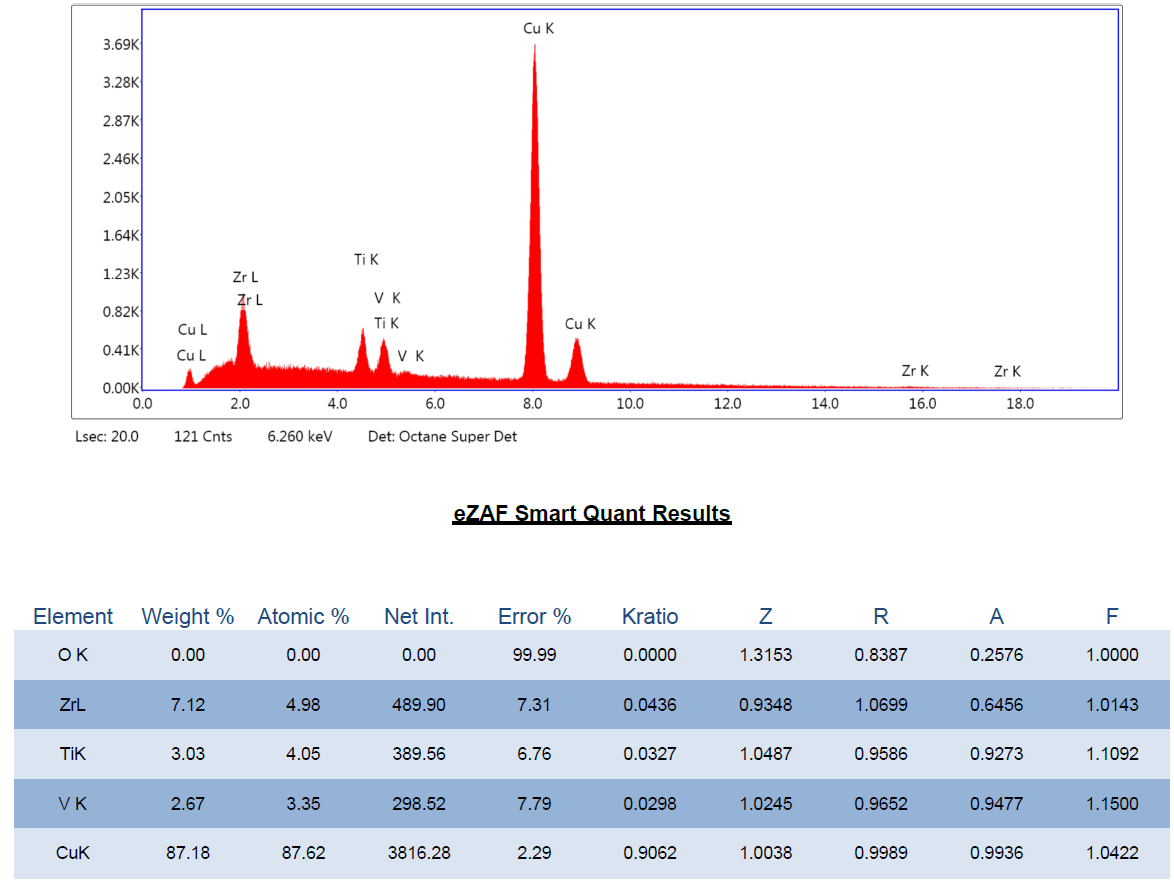 Cu K
3.69K
3.28K
2.87K
2.46K
2.05K
1.64K
Ti K
1.23K
Zr L
V K
Zr L
0.82K
Ti K
Cu K
Cu L
0.41K
Cu L
V K
Zr K
Zr K
0.00K
0.0 2.0 4.0 6.0 8.0 10.0 12.0 14.0 16.0 18.0
Lsec: 20.0 121 Cnts 6.260 keV Det: Octane Super Det
eZAF Smart Quant Results
Element Weight % Atomic % Net Int. Error % Kratio Z R A F
O K 0.00 0.00 0.00 99.99 0.0000 1.3153 0.8387 0.2576 1.0000
ZrL 7.12 4.98 489.90 7.31 0.0436 0.9348 1.0699 0.6456 1.0143
TiK 3.03 4.05 389.56 6.76 0.0327 1.0487 0.9586 0.9273 1.1092
V K 2.67 3.35 298.52 7.79 0.0298 1.0245 0.9652 0.9477 1.1500
CuK 87.18 87.62 3816.28 2.29 0.9062 1.0038 0.9989 0.9936 1.0422